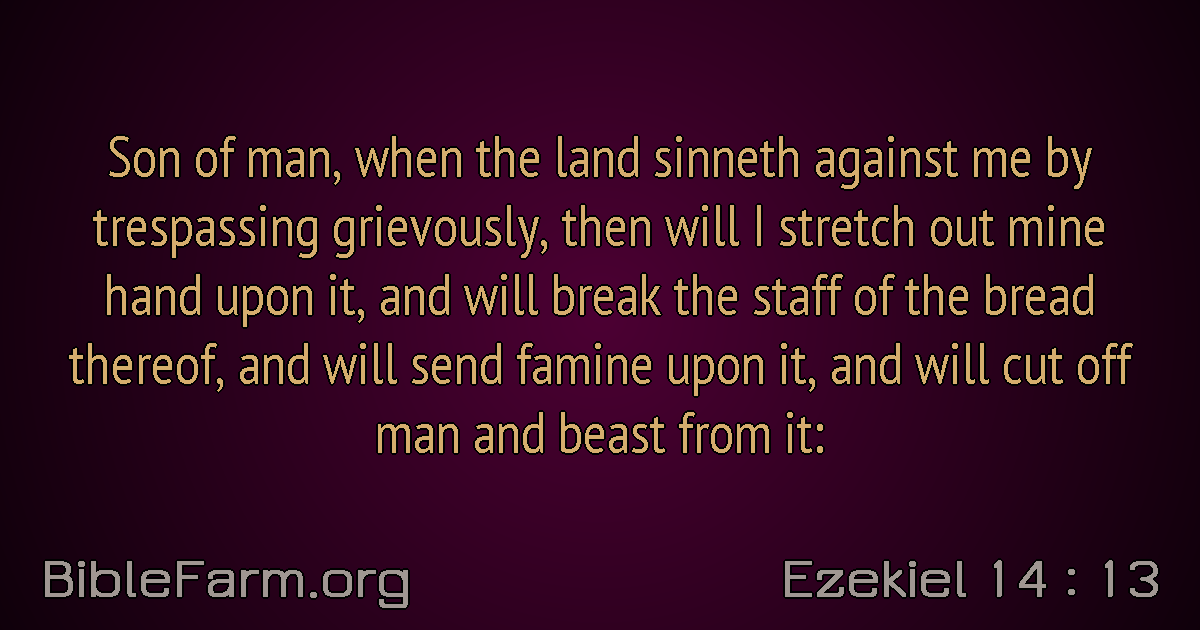 Son of man, when the land sinneth against me by
trespassing grievously, then will I stretch out mine
hand upon it, and will break the staff of the bread
thereof, and will send famine upon it, and will cut off
man and beast from it:
BibleFarm.org
Ezekiel 14 : 13